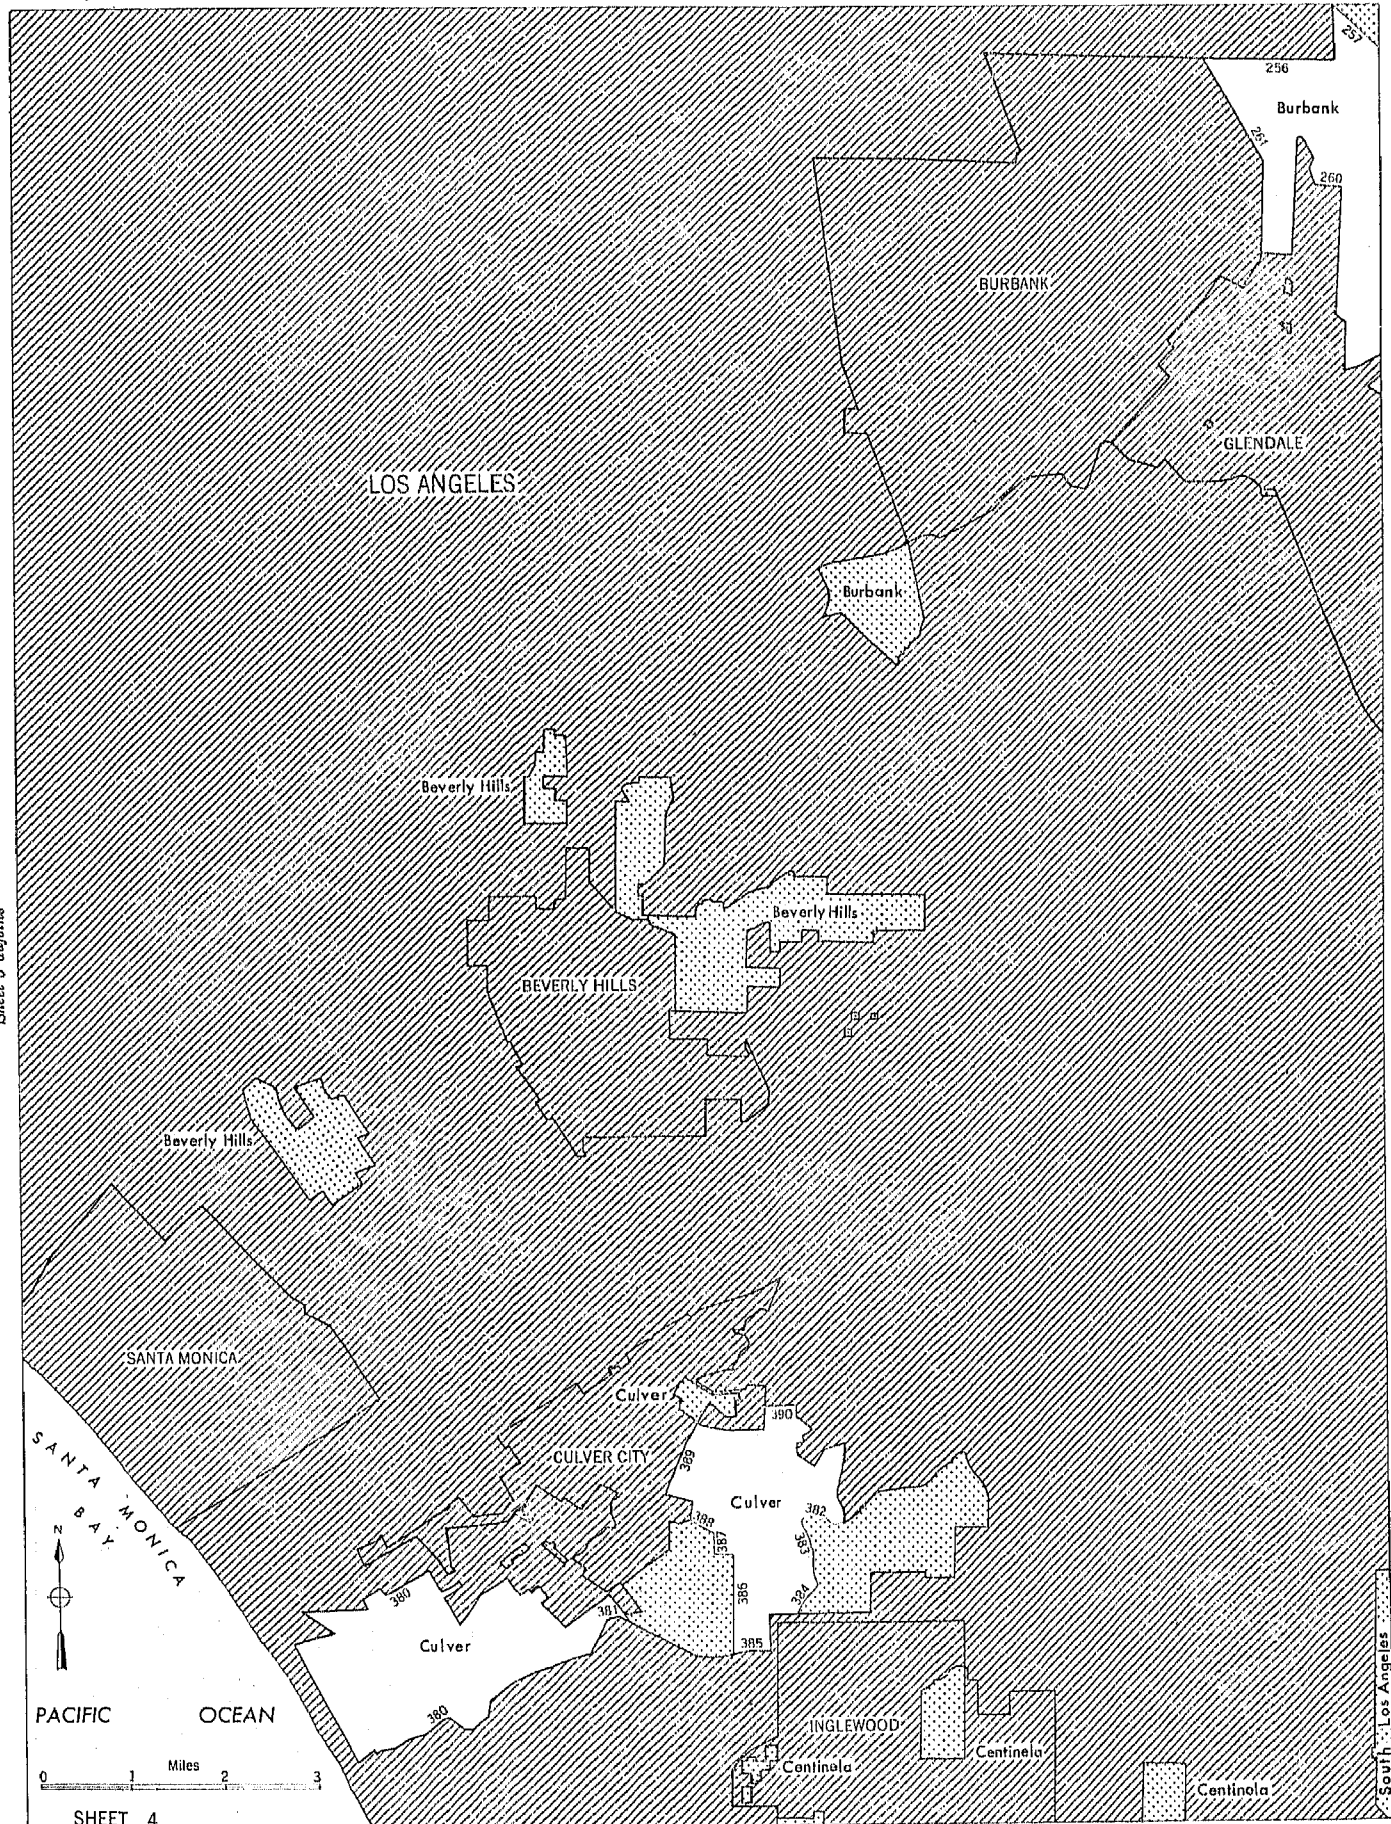 257
256
Burbank
261
260
BURBANK
GLENDALE
LOS ANGELES
Burbank
Beverly Hills
Beverly Hills
BEVERLY HILLS
Beverly Hills
SANTA MONICA
Culver
390
389
CULVER CITY
SANTA MONICA
BAY
Culver
382
388
387
383
386
384
380
381
Culver
385
N
380
PACIFIC OCEAN
INGLEWOOD
Centinela
Centinela
Centinela
South Los Angeles
Miles
0 1 2 3
SHEET 4